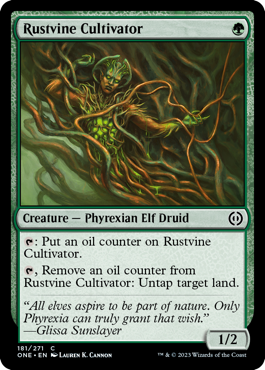 Rustvine Cultivator
Creature — Phyrexian Elf Druid
: Put an oil counter on Rustvine
Cultivator.
, Remove an oil counter from
Rustvine Cultivator: Untap target land.
“All elves aspire to be part of nature. Only
Phyrexia can truly grant that wish.”
—Glissa Sunslayer
1/2
181/271 C
ONE • EN LAUREN K. CANNON
™ & © 2023 Wizards of the Coast